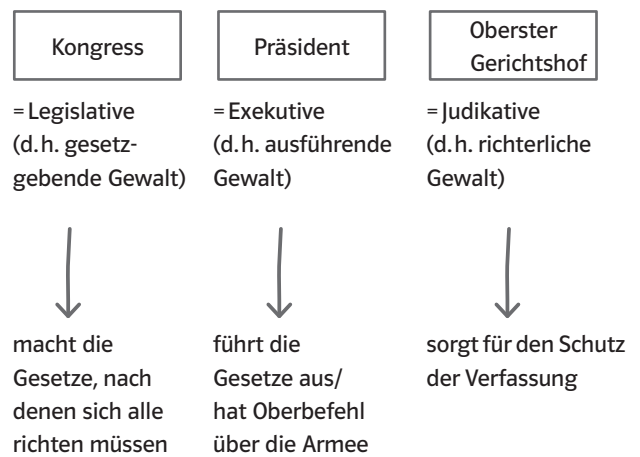 Kongress
= Legislative
(d. h. gesetz-
gebende Gewalt)
macht die
Gesetze, nach
denen sich alle
richten müssen
Präsident
= Exekutive
(d. h. ausführende
Gewalt)
führt die
Gesetze aus/
hat Oberbefehl
über die Armee
Oberster
Gerichtshof
= Judikative
(d. h. richterliche
Gewalt)
sorgt für den Schutz
der Verfassung